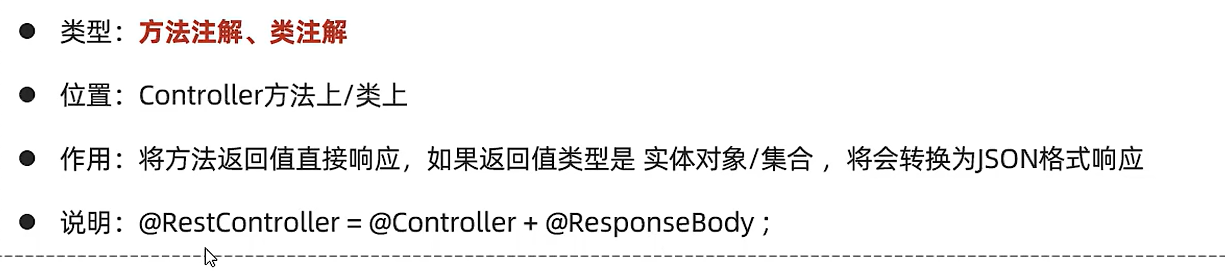 ● 类型：方法注解、类注解
● 位置：Controller方法上/类上
● 作用：将方法返回值直接响应，如果返回值类型是 实体对象/集合 ，将会转换为JSON格式响应
● 说明：@RestController = @Controller + @ResponseBody ;